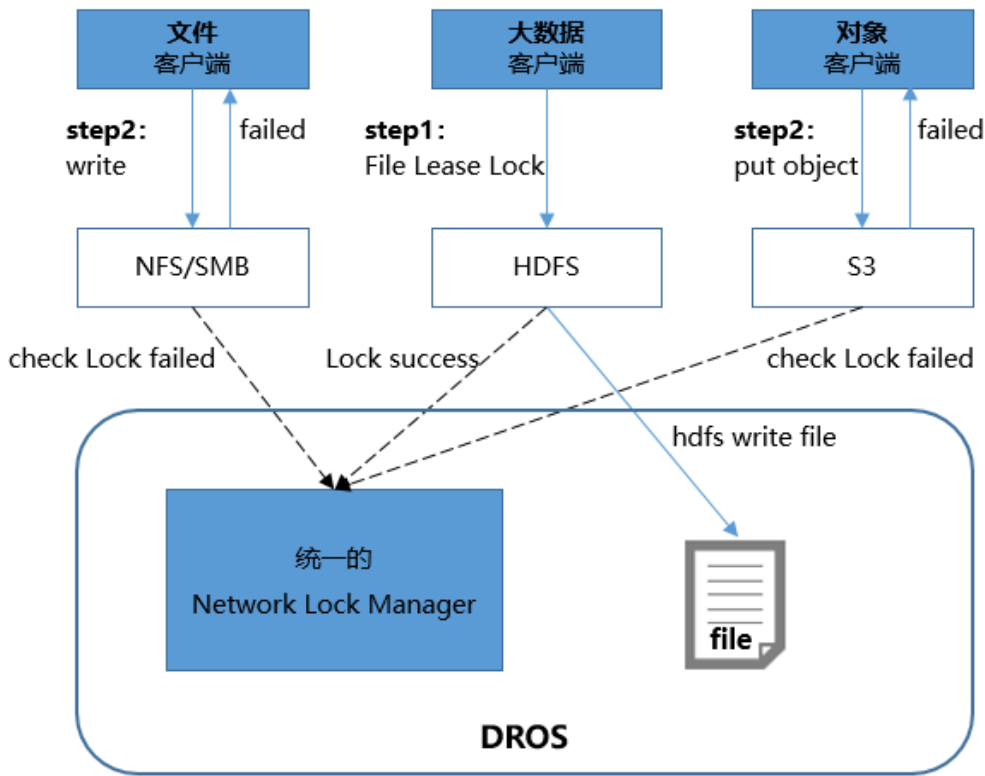 文件
客户端
大数据
客户端
对象
客户端
step2：
write
failed
step1：
File Lease Lock
step2：
put object
failed
NFS/SMB
HDFS
S3
check Lock failed
Lock success
check Lock failed
hdfs write file
统一的
Network Lock Manager
file
DROS